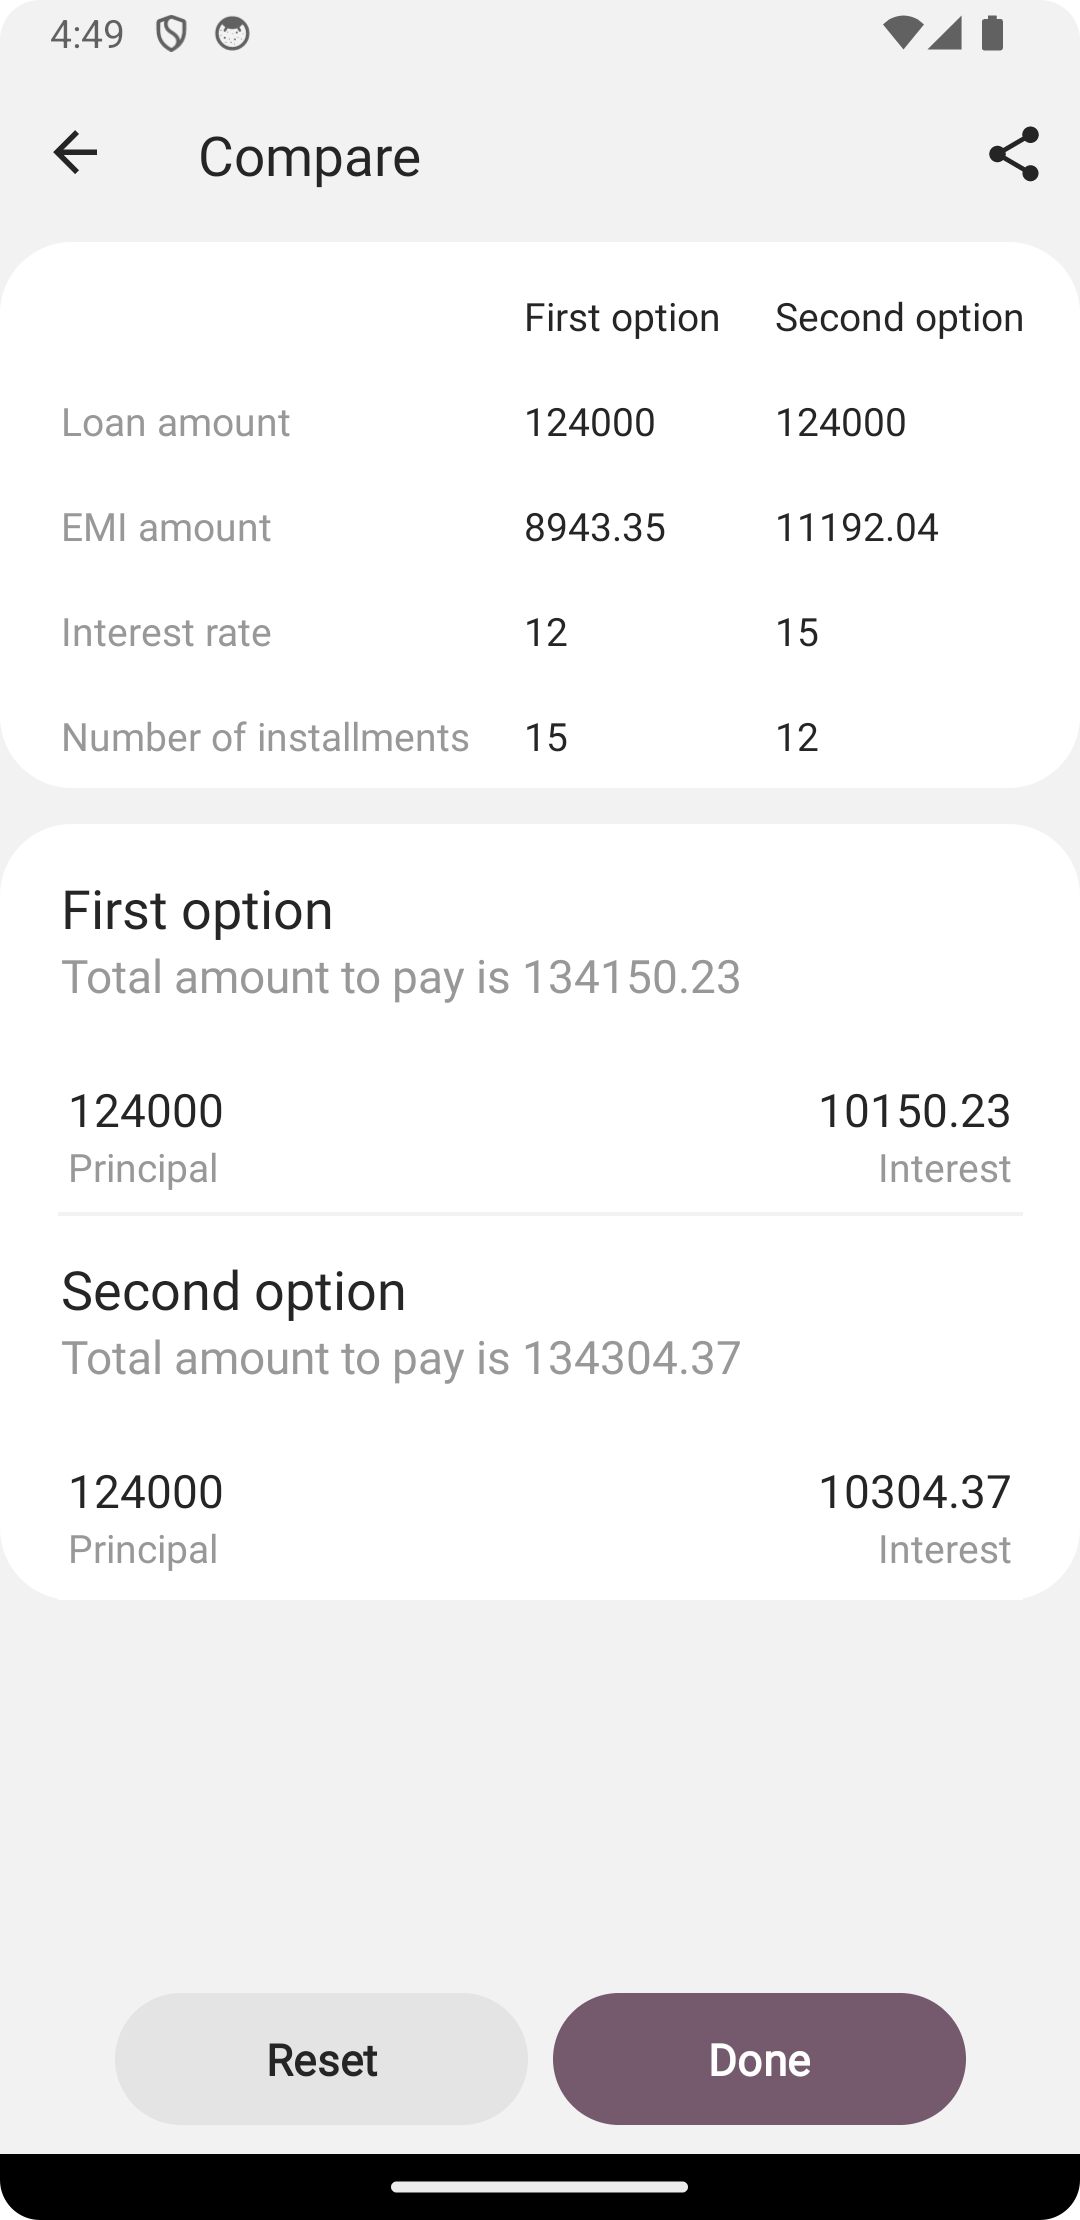 4:49
Compare
First option Second option
Loan amount 124000 124000
EMI amount 8943.35 11192.04
Interest rate 12 15
Number of installments 15 12
First option
Total amount to pay is 134150.23
124000 10150.23
Principal Interest
Second option
Total amount to pay is 134304.37
124000 10304.37
Principal Interest
Reset Done